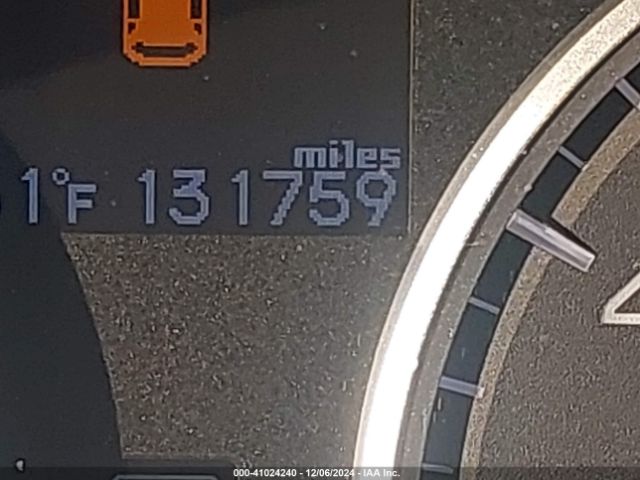 miles
1°F 131759
000-41024240 - 12/06/2024 - IAA Inc.